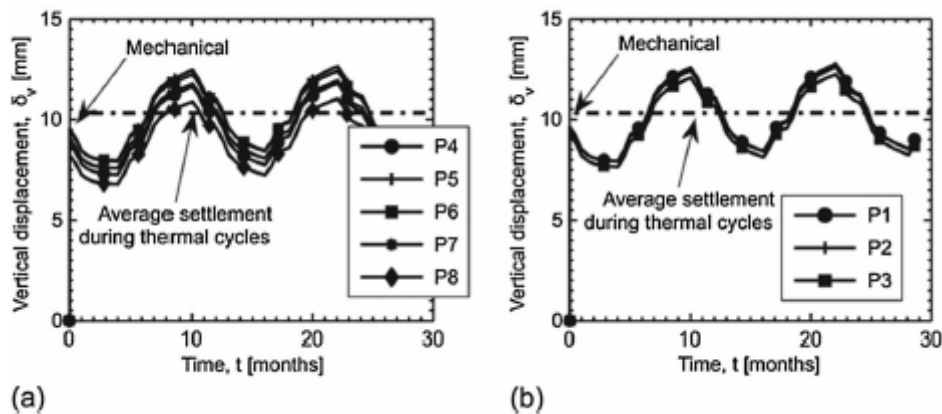 15
Mechanical
10
5
0
Vertical displacement, δv [mm]
Average settlement
during thermal cycles
P4
P5
P6
P7
P8
0 10 20 30
Time, t [months]
(a)
15
Mechanical
10
5
0
Vertical displacement, δv [mm]
Average settlement
during thermal cycles
P1
P2
P3
0 10 20 30
Time, t [months]
(b)